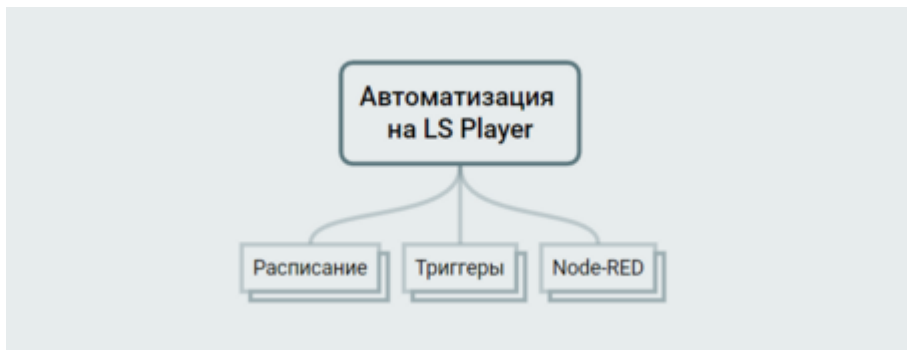 Автоматизация
на LS Player
Расписание
Триггеры
Node-RED